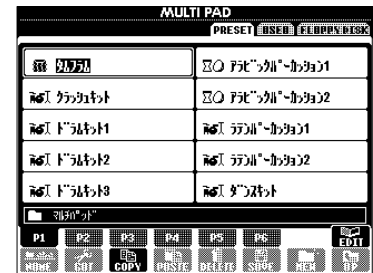 MULTI PAD
PRESET USER FLOPPY DISK
タムフラム
クラッシュキット
ドラムキット1
ドラムキット2
ドラムキット3
アラビックパーカッション1
アラビックパーカッション2
ラテンパーカッション1
ラテンパーカッション2
ダンスキット
マルチパッド
P1 P2 P3 P4 P5 P6
NAME CUT COPY PASTE DELETE SAVE UP EDIT